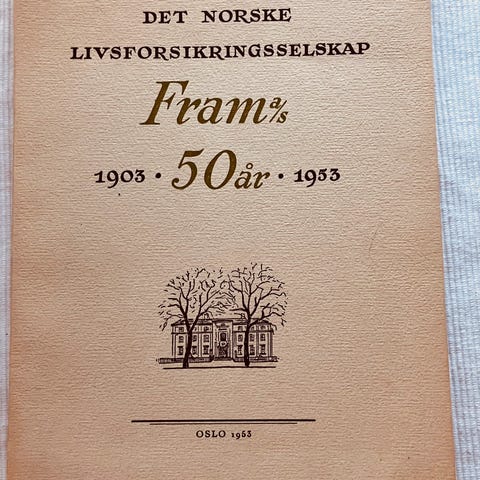 DET NORSKE
LIVSFORSIKRINGSSELSKAP
Fram a/s
1903 · 50 år · 1953
OSLO 1953